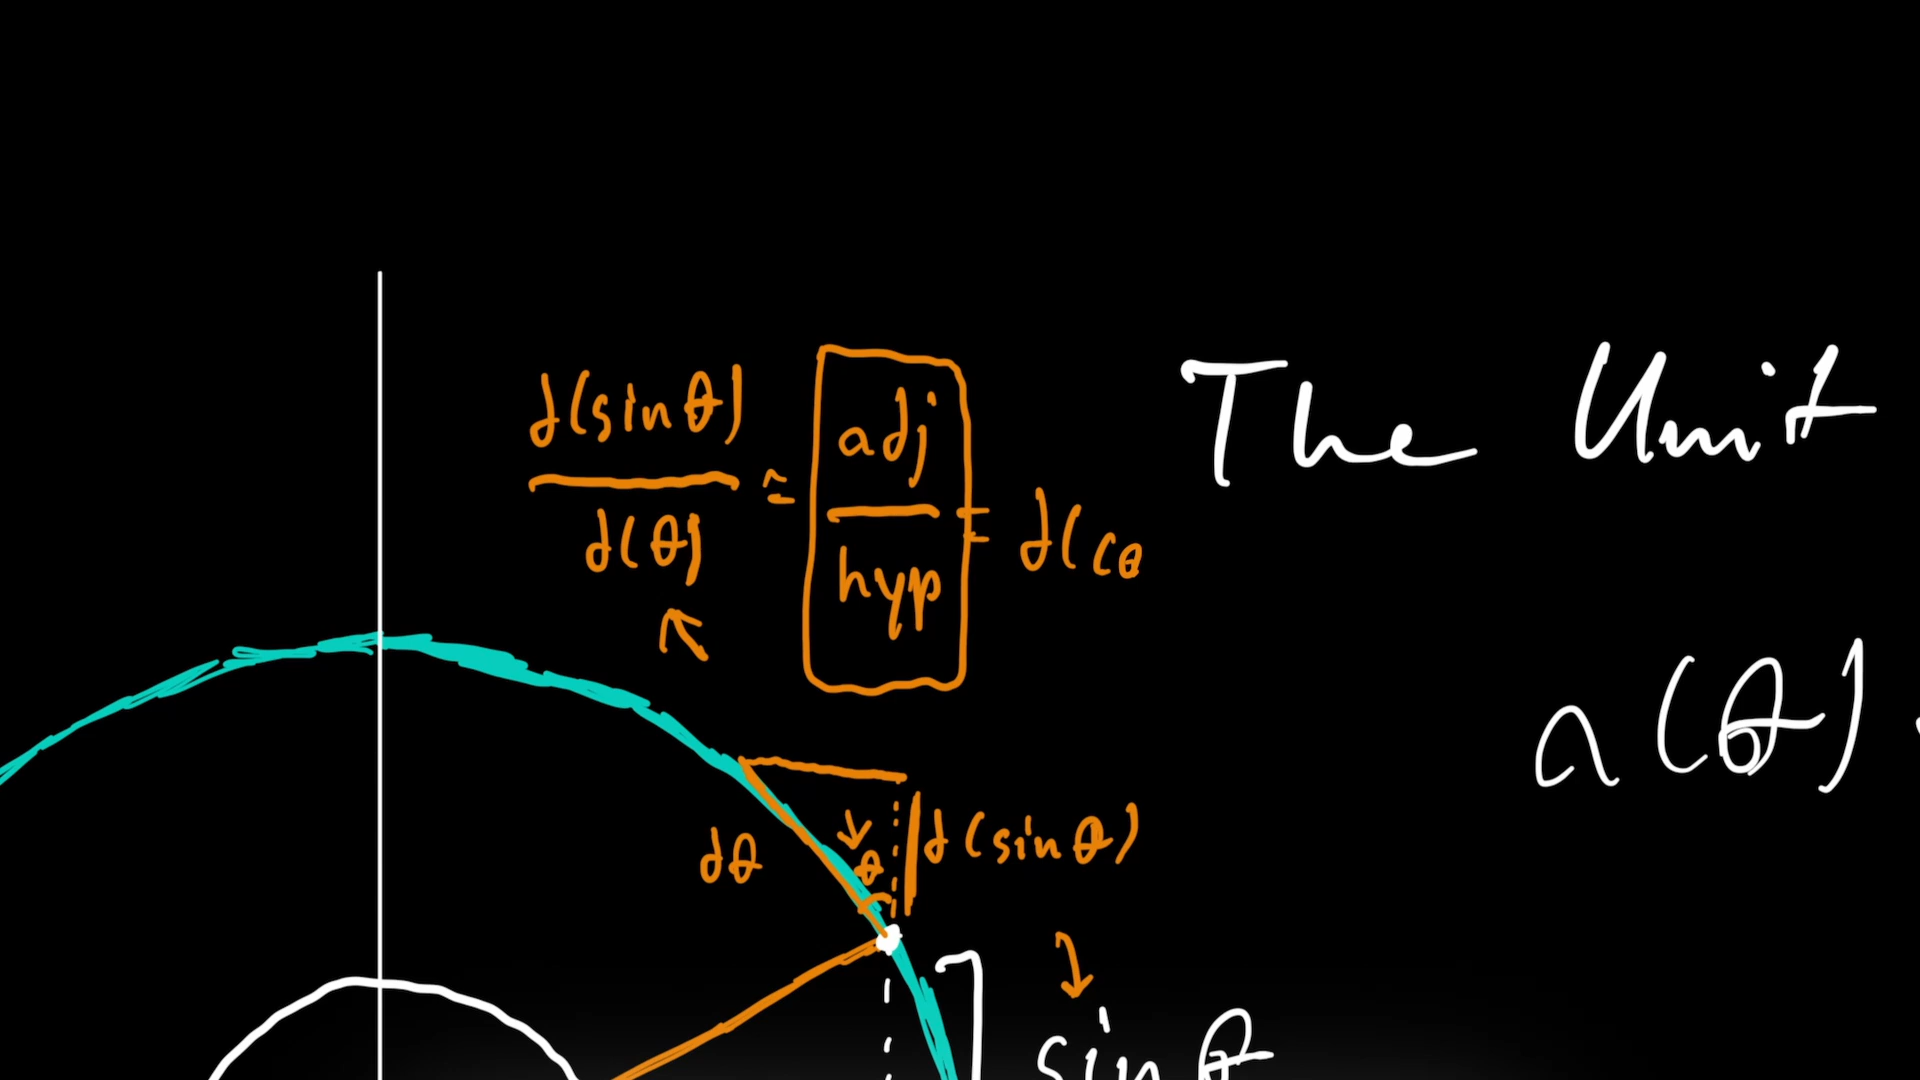 d(sinθ)
d(θ)
≈ adj
hyp
= d(cθ
The Unit
a(θ)
θ
dθ
d(sinθ)
sinθ